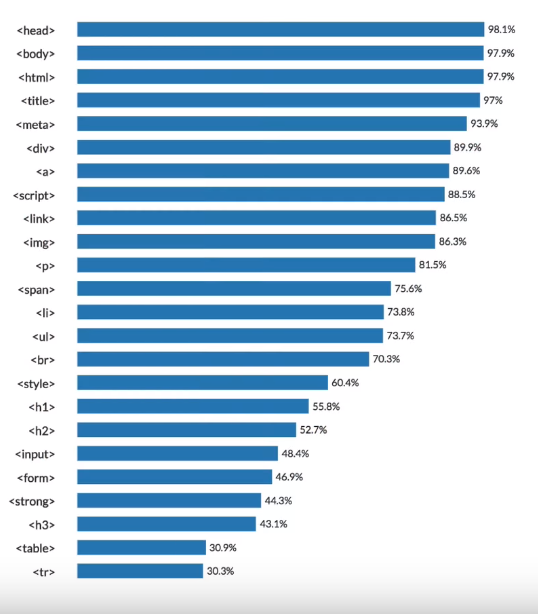 <head> 98.1%
<body> 97.9%
<html> 97.9%
<title> 97%
<meta> 93.9%
<div> 89.9%
<a> 89.6%
<script> 88.5%
<link> 86.5%
<img> 86.3%
<p> 81.5%
<span> 75.6%
<li> 73.8%
<ul> 73.7%
<br> 70.3%
<style> 60.4%
<h1> 55.8%
<h2> 52.7%
<input> 48.4%
<form> 46.9%
<strong> 44.3%
<h3> 43.1%
<table> 30.9%
<tr> 30.3%